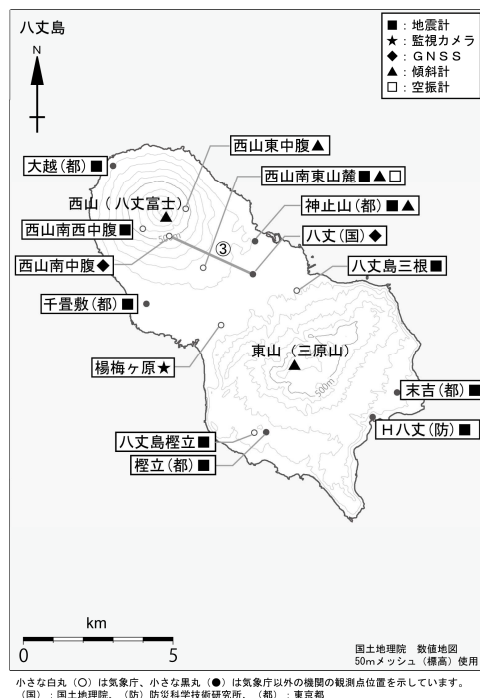 八丈島
N
■：地震計
★：監視カメラ
◆：ＧＮＳＳ
▲：傾斜計
□：空振計
西山東中腹▲
大越(都)■
西山南東山麓■▲□
西山（八丈富士）
神止山(都)■▲
西山南西中腹■
八丈(国)◆
③
西山南中腹◆
八丈島三根■
千畳敷(都)■
東山（三原山）
楊梅ヶ原★
500m
末吉(都)■
Ｈ八丈(防)■
八丈島樫立■
樫立(都)■
km
0 5
国土地理院　数値地図
50mメッシュ（標高）使用
小さな白丸（○）は気象庁、小さな黒丸（●）は気象庁以外の機関の観測点位置を示しています。
（国）：国土地理院、（防）防災科学技術研究所、（都）：東京都